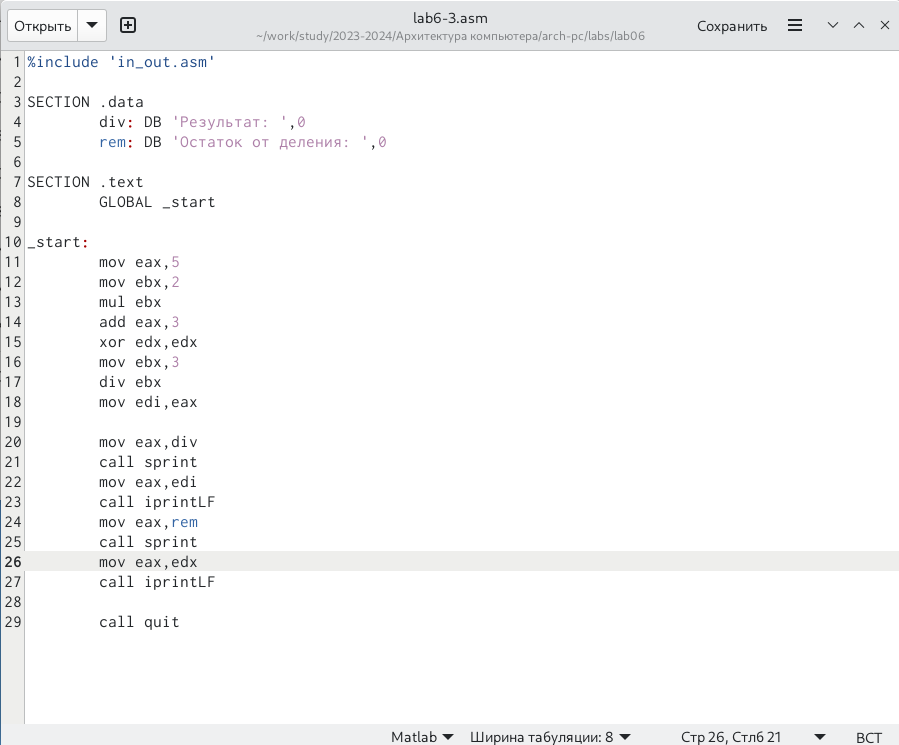 Открыть
lab6-3.asm
~/work/study/2023-2024/Архитектура компьютера/arch-pc/labs/lab06
Сохранить
1 %include 'in_out.asm'
2
3 SECTION .data
4         div: DB 'Результат: ',0
5         rem: DB 'Остаток от деления: ',0
6
7 SECTION .text
8         GLOBAL _start
9
10 _start:
11         mov eax,5
12         mov ebx,2
13         mul ebx
14         add eax,3
15         xor edx,edx
16         mov ebx,3
17         div ebx
18         mov edi,eax
19
20         mov eax,div
21         call sprint
22         mov eax,edi
23         call iprintLF
24         mov eax,rem
25         call sprint
26         mov eax,edx
27         call iprintLF
28
29         call quit
Matlab Ширина табуляции: 8 Стр 26, Стлб 21 ВСТ